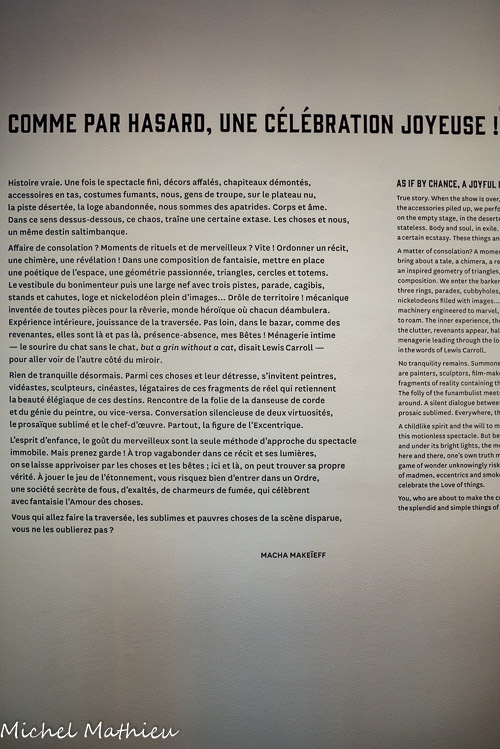 COMME PAR HASARD, UNE CÉLÉBRATION JOYEUSE !
Histoire vraie. Une fois le spectacle fini, décors affalés, chapiteaux démontés,
accessoires en tas, costumes fumants, nous, gens de troupe, sur le plateau nu,
la piste désertée, la loge abandonnée, nous sommes des apatrides. Corps et âme.
Dans ce sens dessus-dessous, ce chaos, traîne une certaine extase. Les choses et nous,
un même destin saltimbanque.
Affaire de consolation ? Moments de rituels et de merveilleux ? Vite ! Ordonner un récit,
une chimère, une révélation ! Dans une composition de fantaisie, mettre en place
une poétique de l'espace, une géométrie passionnée, triangles, cercles et totems.
Le vestibule du bonimenteur puis une large nef avec trois pistes, parade, cagibis,
stands et cahutes, loge et nickelodéon plein d'images... Drôle de territoire ! mécanique
inventée de toutes pièces pour la rêverie, monde héroïque où chacun déambulera.
Expérience intérieure, jouissance de la traversée. Pas loin, dans le bazar, comme des
revenantes, elles sont là et pas là, présence-absence, mes Bêtes ! Ménagerie intime
— le sourire du chat sans le chat, but a grin without a cat, disait Lewis Carroll —
pour aller voir de l'autre côté du miroir.
Rien de tranquille désormais. Parmi ces choses et leur détresse, s'invitent peintres,
vidéastes, sculpteurs, cinéastes, légataires de ces fragments de réel qui retiennent
la beauté élégiaque de ces destins. Rencontre de la folie de la danseuse de corde
et du génie du peintre, ou vice-versa. Conversation silencieuse de deux virtuosités,
le prosaïque sublimé et le chef-d'œuvre. Partout, la figure de l'Excentrique.
L'esprit d'enfance, le goût du merveilleux sont la seule méthode d'approche du spectacle
immobile. Mais prenez garde ! À trop vagabonder dans ce récit et ses lumières,
on se laisse apprivoiser par les choses et les bêtes ; ici et là, on peut trouver sa propre
vérité. À jouer le jeu de l'étonnement, vous risquez bien d'entrer dans un Ordre,
une société secrète de fous, d'exaltés, de charmeurs de fumée, qui célèbrent
avec fantaisie l'Amour des choses.
Vous qui allez faire la traversée, les sublimes et pauvres choses de la scène disparue,
vous ne les oublierez pas ?
MACHA MAKEÏEFF
AS IF BY CHANCE, A JOYFUL
True story. When the show is over,
the accessories piled up, we perfo
on the empty stage, in the deserte
stateless. Body and soul, in exile.
a certain ecstasy. These things an
A matter of consolation? A momen
bring about a tale, a chimera, a re
an inspired geometry of triangles,
composition. We enter the barker
three rings, parades, cubbyholes,
nickelodeons filled with images...
machinery engineered to marvel,
to roam. The inner experience, the
the clutter, revenants appear, hal
menagerie leading through the lo
in the words of Lewis Carroll.
No tranquility remains. Summone
are painters, sculptors, film-make
fragments of reality containing th
The folly of the funambulist meets
around. A silent dialogue between
prosaic sublimed. Everywhere, th
A childlike spirit and the will to m
this motionless spectacle. But be
and under its bright lights, the m
here and there, one's own truth m
game of wonder unknowingly risk
of madmen, eccentrics and smoke
celebrate the Love of things.
You, who are about to make the c
the splendid and simple things of
Michel Mathieu